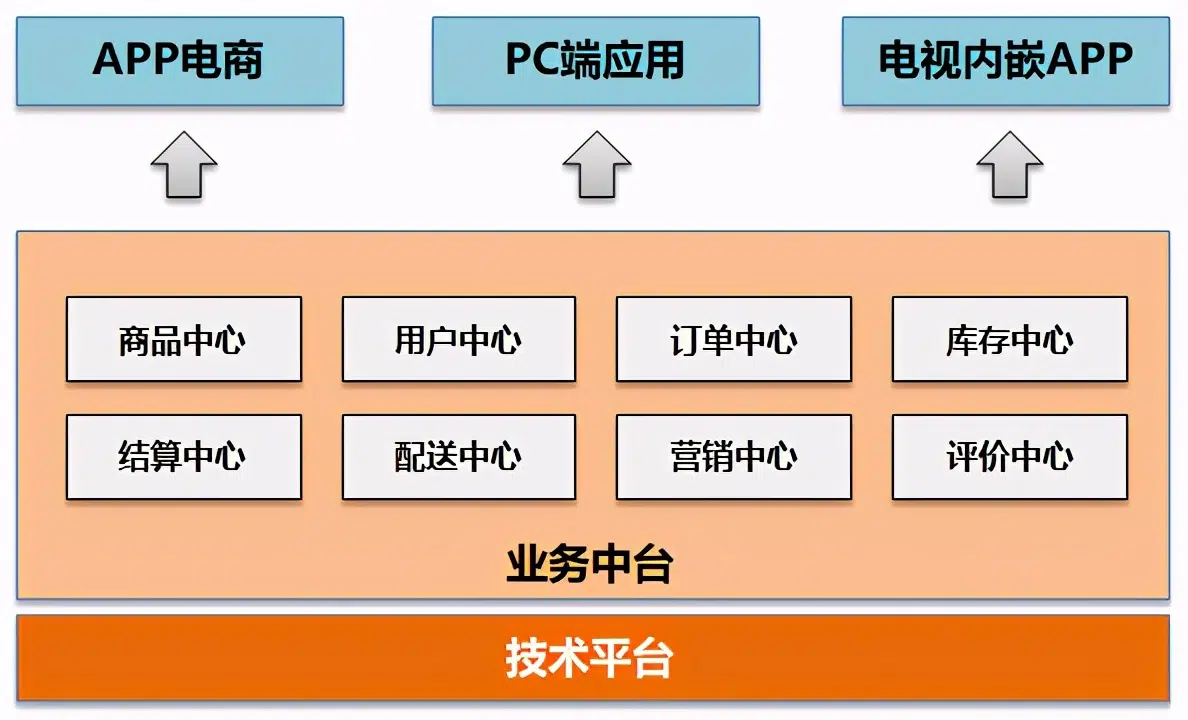 APP电商
PC端应用
电视内嵌APP
商品中心
用户中心
订单中心
库存中心
结算中心
配送中心
营销中心
评价中心
业务中台
技术平台